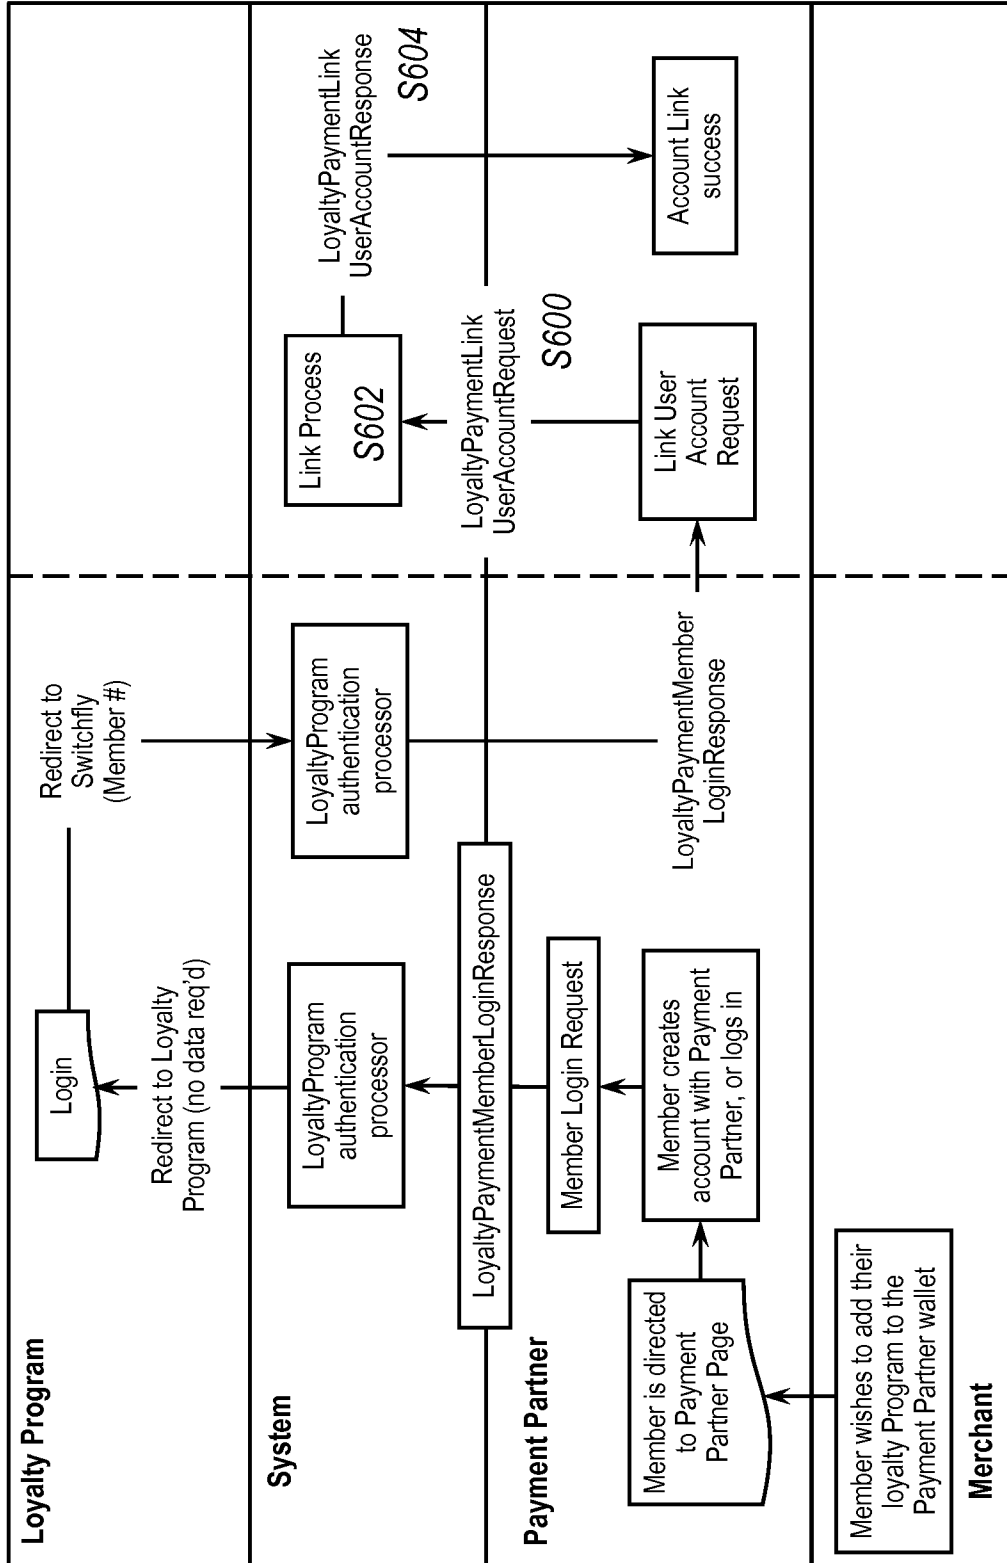 Loyalty Program
Login
Redirect to Loyalty
Program (no data req'd)
Redirect to
Switchfly
(Member #)
System
LoyaltyProgram
authentication
processor
LoyaltyProgram
authentication
processor
Link Process
S602
LoyaltyPaymentLink
UserAccountResponse
S604
LoyaltyPaymentMemberLoginResponse
LoyaltyPaymentLink
UserAccountRequest
S600
Payment Partner
Member is directed
to Payment
Partner Page
Member Login Request
Member creates
account with Payment
Partner, or logs in
LoyaltyPaymentMember
LoginResponse
Link User
Account
Request
Account Link
success
Member wishes to add their
loyalty Program to the
Payment Partner wallet
Merchant